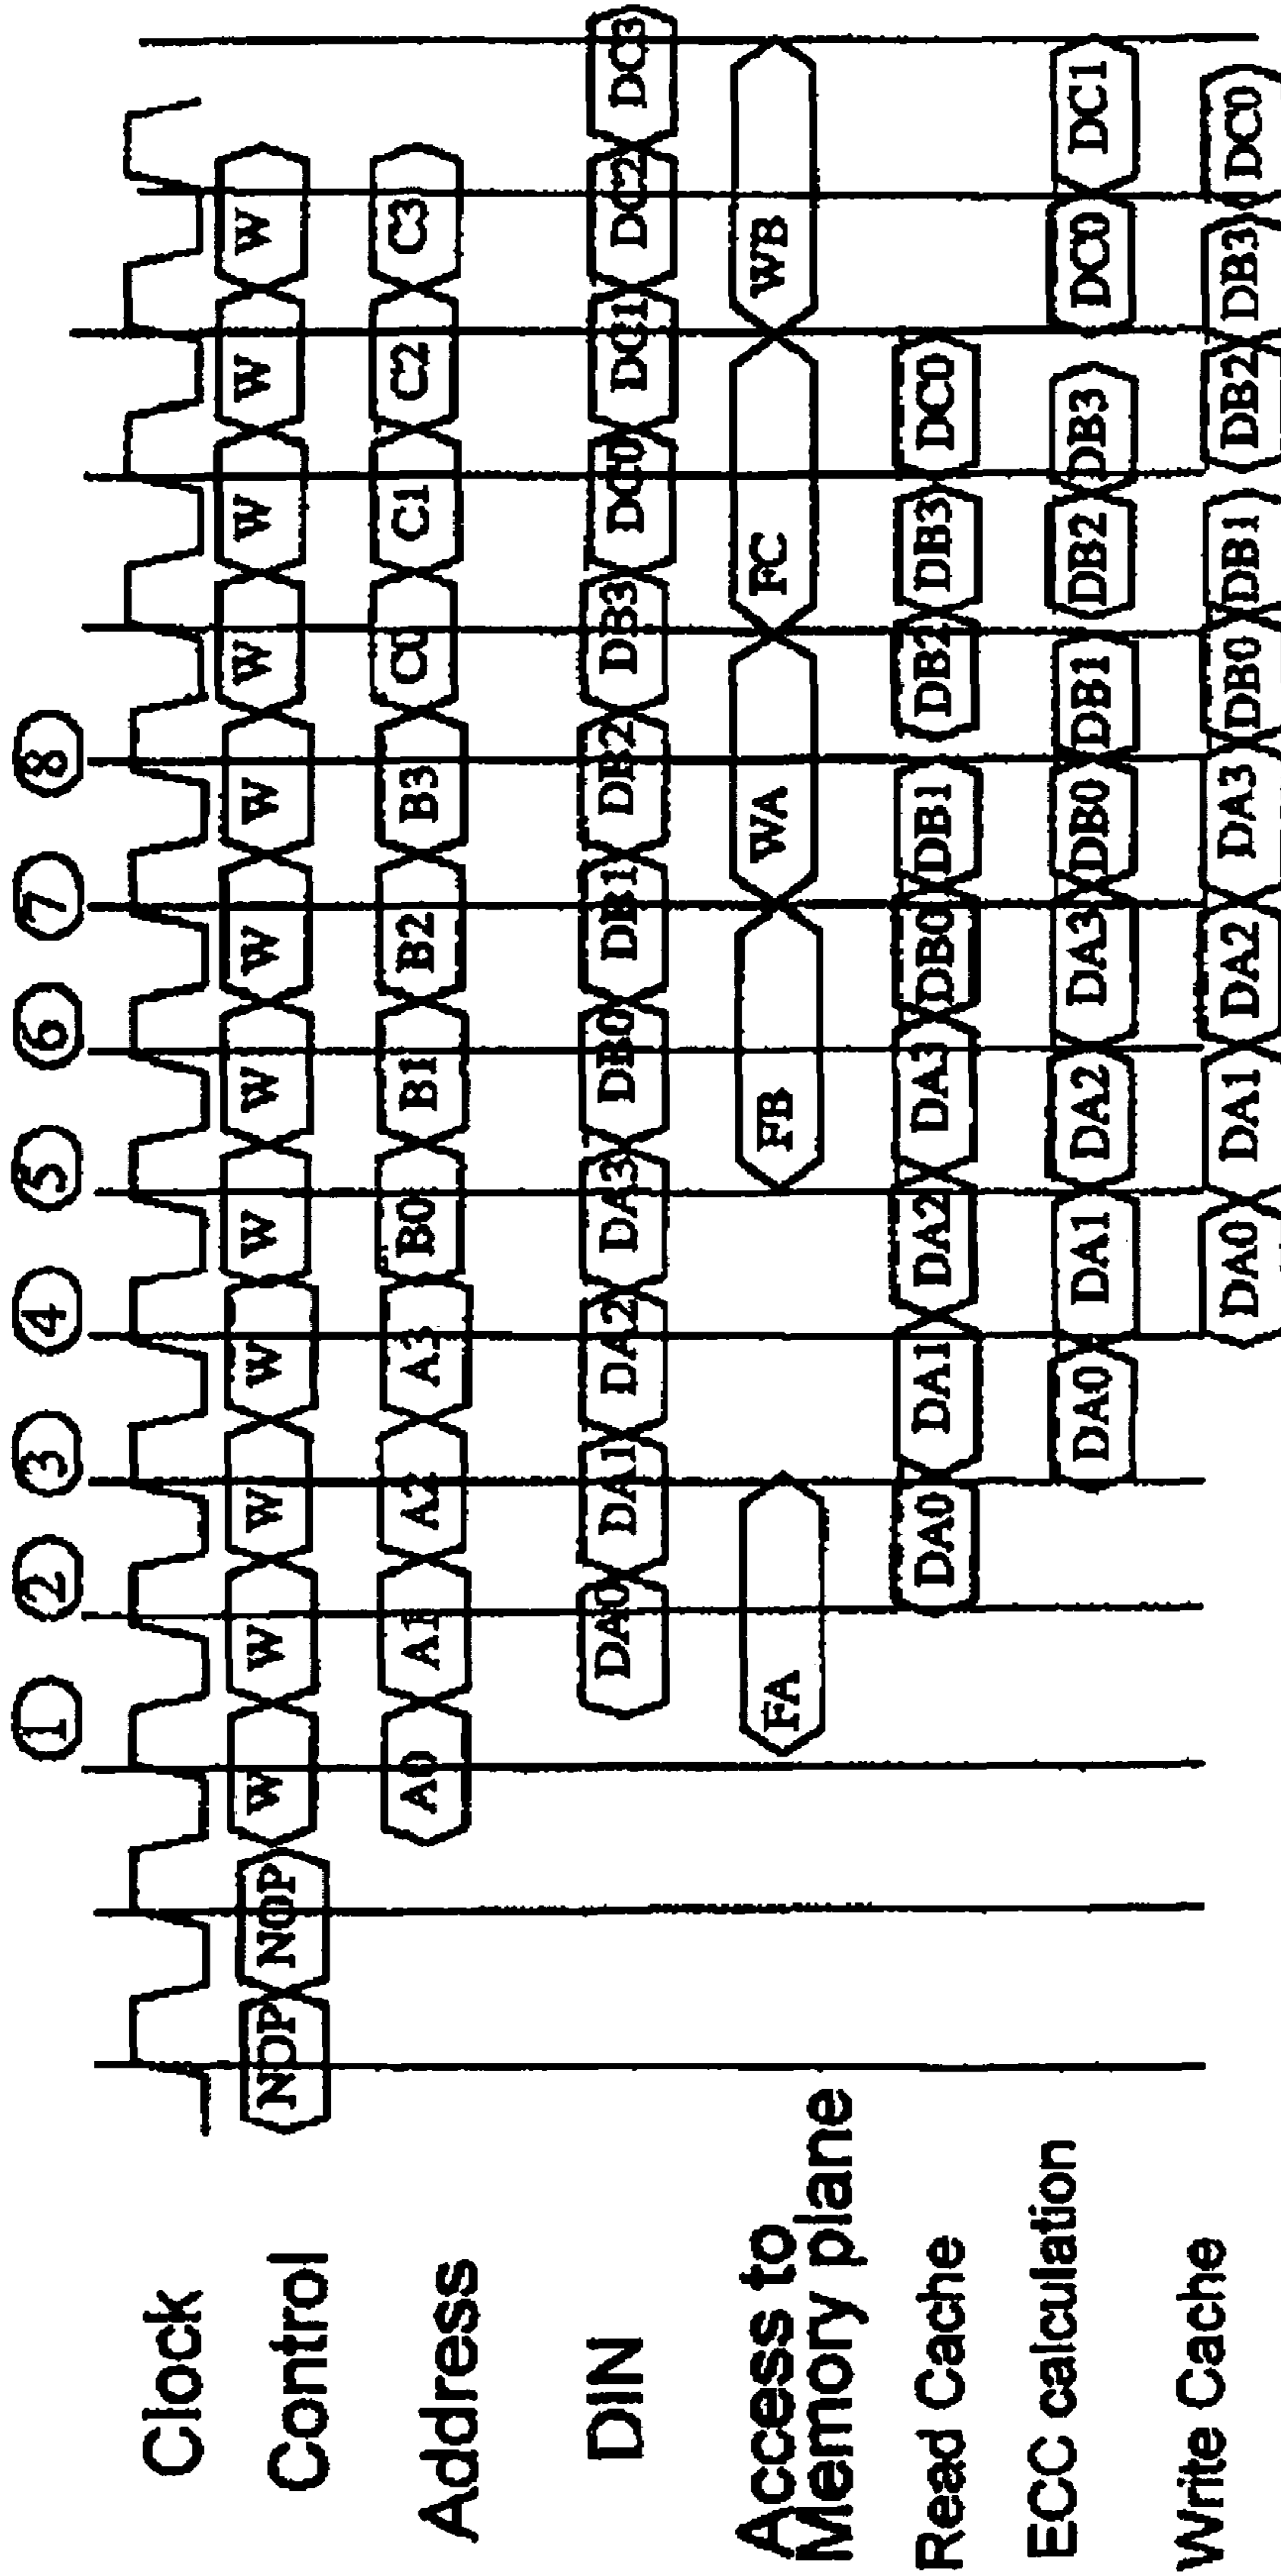 ① ② ③ ④ ⑤ ⑥ ⑦ ⑧
Clock
Control NOP NOP W W W W W W W W W W W W
Address A0 A1 A2 A3 B0 B1 B2 B3 C0 C1 C2 C3
DIN DA0 DA1 DA2 DA3 DB0 DB1 DB2 DB3 DC0 DC1 DC2 DC3
Access to
Memory plane FA FB WA FC WB
Read Cache DA0 DA1 DA2 DA3 DB0 DB1 DB2 DB3 DC0
ECC calculation DA0 DA1 DA2 DA3 DB0 DB1 DB2 DB3 DC0 DC1
Write Cache DA0 DA1 DA2 DA3 DB0 DB1 DB2 DB3 DC0